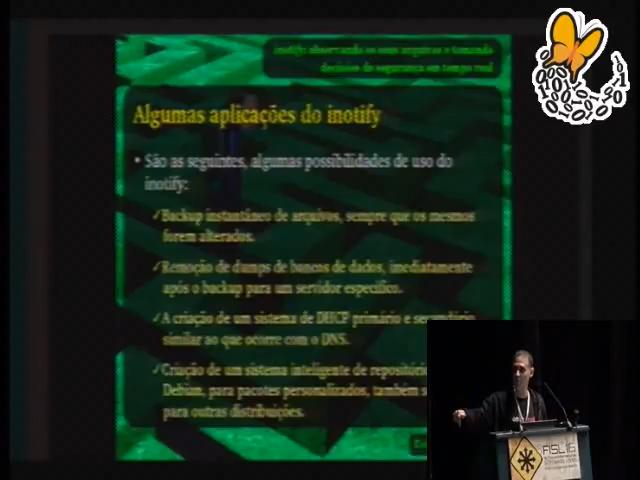 inotify: observando os seus arquivos e tomando
decisões de segurança em tempo real
Algumas aplicações do inotify
• São as seguintes, algumas possibilidades de uso do
inotify:
✓Backup instantâneo de arquivos, sempre que os mesmos
forem alterados.
✓Remoção de dumps de bancos de dados, imediatamente
após o backup para um servidor específico.
✓A criação de um sistema de DHCP primário e secundário
similar ao que ocorre com o DNS.
✓Criação de um sistema inteligente de
Debian, para pacotes personalizados, também
para outras distribuições.
FISL16